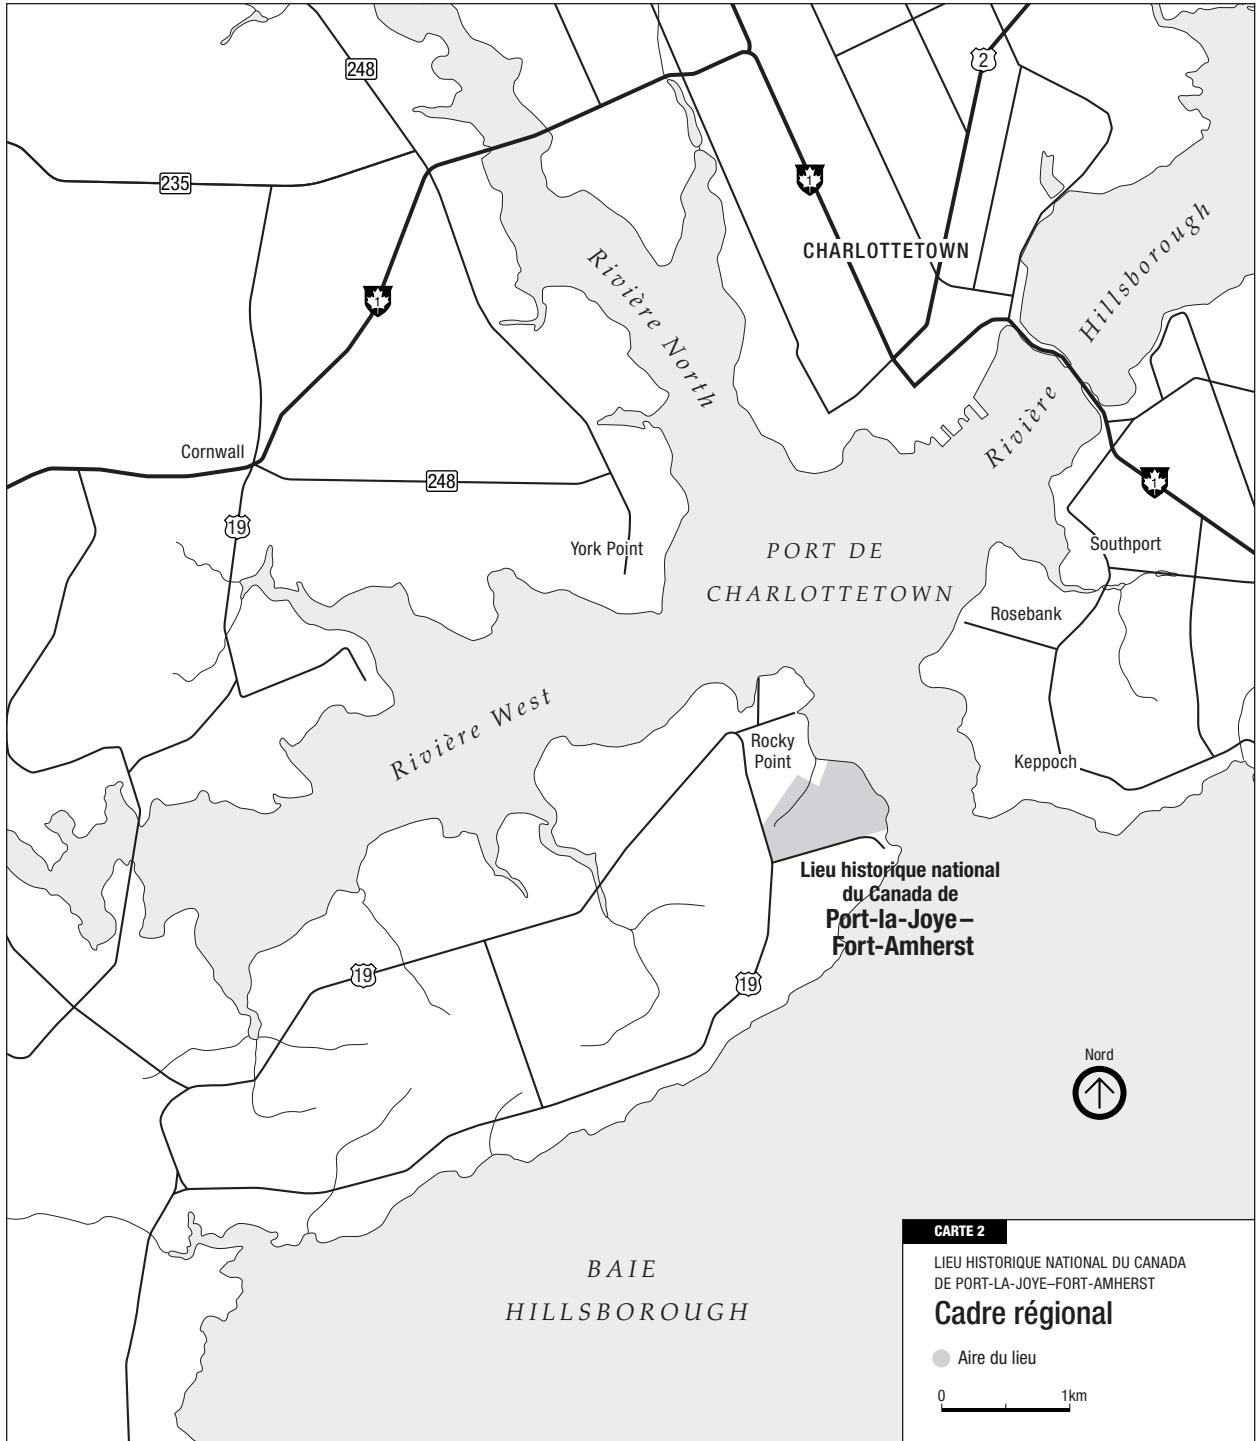 248
2
235
1
CHARLOTTETOWN
Rivière Hillsborough
1
Rivière North
Cornwall
248
1
19
York Point
PORT DE
CHARLOTTETOWN
Southport
Rosebank
Rivière West
Rocky
Point
Keppoch
Lieu historique national
du Canada de
Port-la-Joye–
Fort-Amherst
19
19
Nord
BAIE
HILLSBOROUGH
CARTE 2
LIEU HISTORIQUE NATIONAL DU CANADA
DE PORT-LA-JOYE–FORT-AMHERST
Cadre régional
Aire du lieu
0 1km